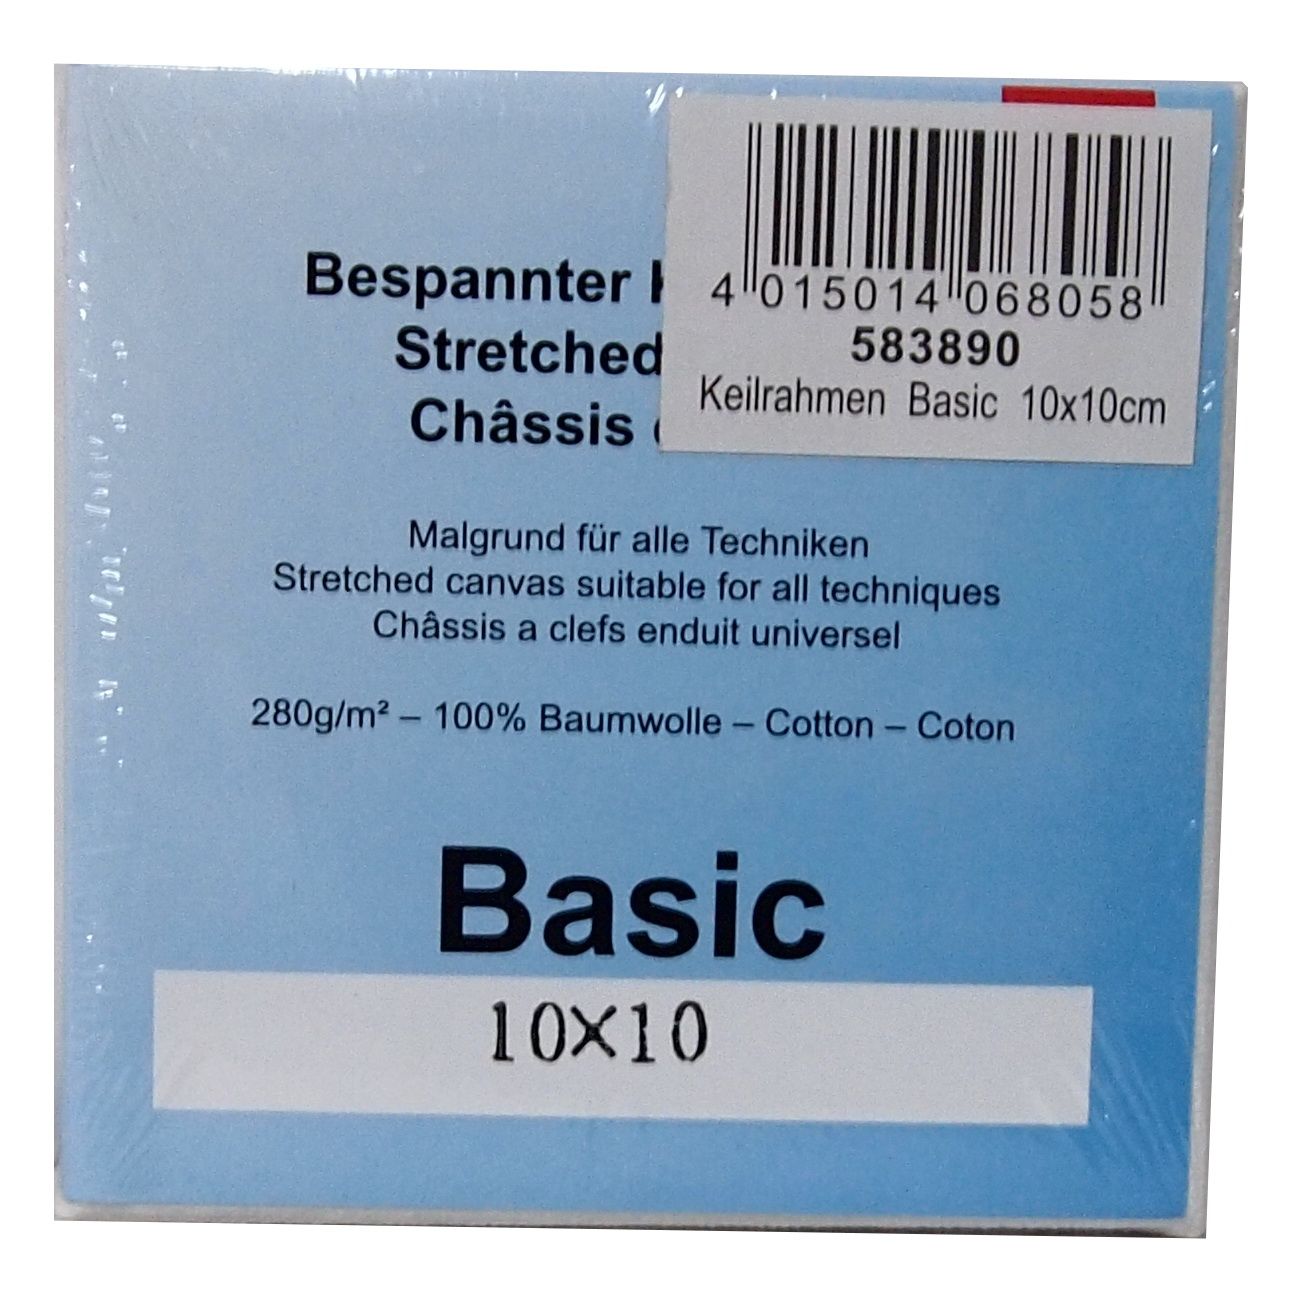 4 015014 068058
583890
Keilrahmen Basic 10x10cm
Bespannter
Stretched
Châssis
Malgrund für alle Techniken
Stretched canvas suitable for all techniques
Châssis a clefs enduit universel
280g/m² – 100% Baumwolle – Cotton – Coton
Basic
10X10